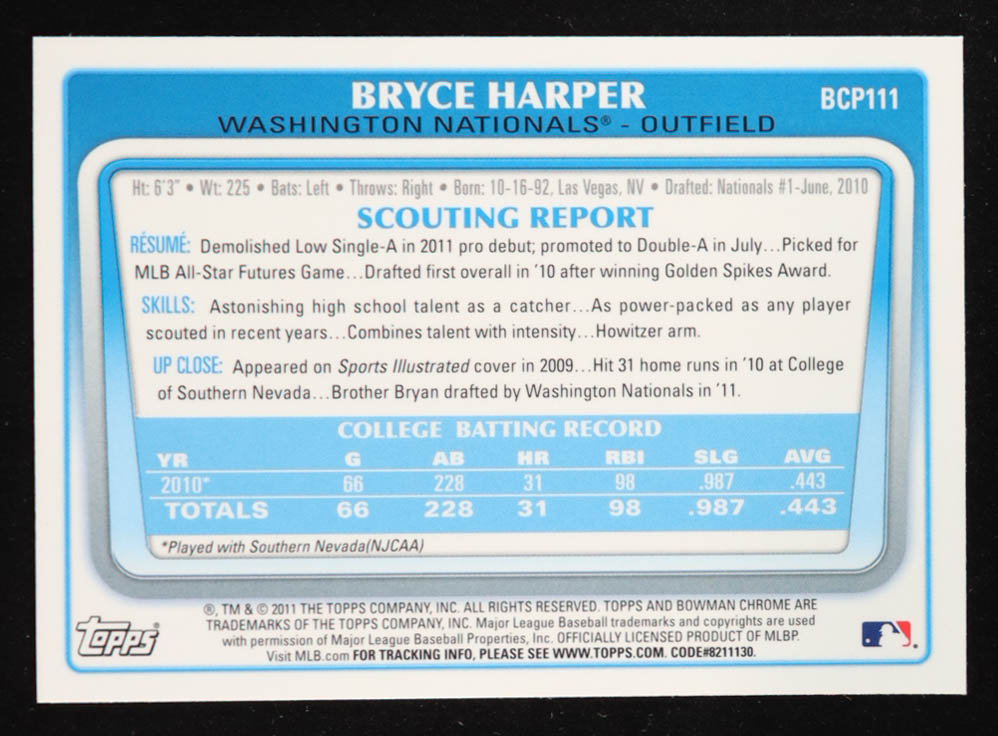 BRYCE HARPER BCP111
WASHINGTON NATIONALS® - OUTFIELD
Ht: 6'3" • Wt: 225 • Bats: Left • Throws: Right • Born: 10-16-92, Las Vegas, NV • Drafted: Nationals #1-June, 2010
SCOUTING REPORT
RÉSUMÉ: Demolished Low Single-A in 2011 pro debut; promoted to Double-A in July...Picked for
MLB All-Star Futures Game...Drafted first overall in '10 after winning Golden Spikes Award.
SKILLS: Astonishing high school talent as a catcher...As power-packed as any player
scouted in recent years...Combines talent with intensity...Howitzer arm.
UP CLOSE: Appeared on Sports Illustrated cover in 2009...Hit 31 home runs in '10 at College
of Southern Nevada...Brother Bryan drafted by Washington Nationals in '11.
COLLEGE BATTING RECORD
YR G AB HR RBI SLG AVG
2010* 66 228 31 98 .987 .443
TOTALS 66 228 31 98 .987 .443
*Played with Southern Nevada(NJCAA)
®, TM & © 2011 THE TOPPS COMPANY, INC. ALL RIGHTS RESERVED. TOPPS AND BOWMAN CHROME ARE
TRADEMARKS OF THE TOPPS COMPANY, INC. Major League Baseball trademarks and copyrights are used
with permission of Major League Baseball Properties, Inc. OFFICIALLY LICENSED PRODUCT OF MLBP.
Visit MLB.com FOR TRACKING INFO, PLEASE SEE WWW.TOPPS.COM. CODE#8211130.
Topps®